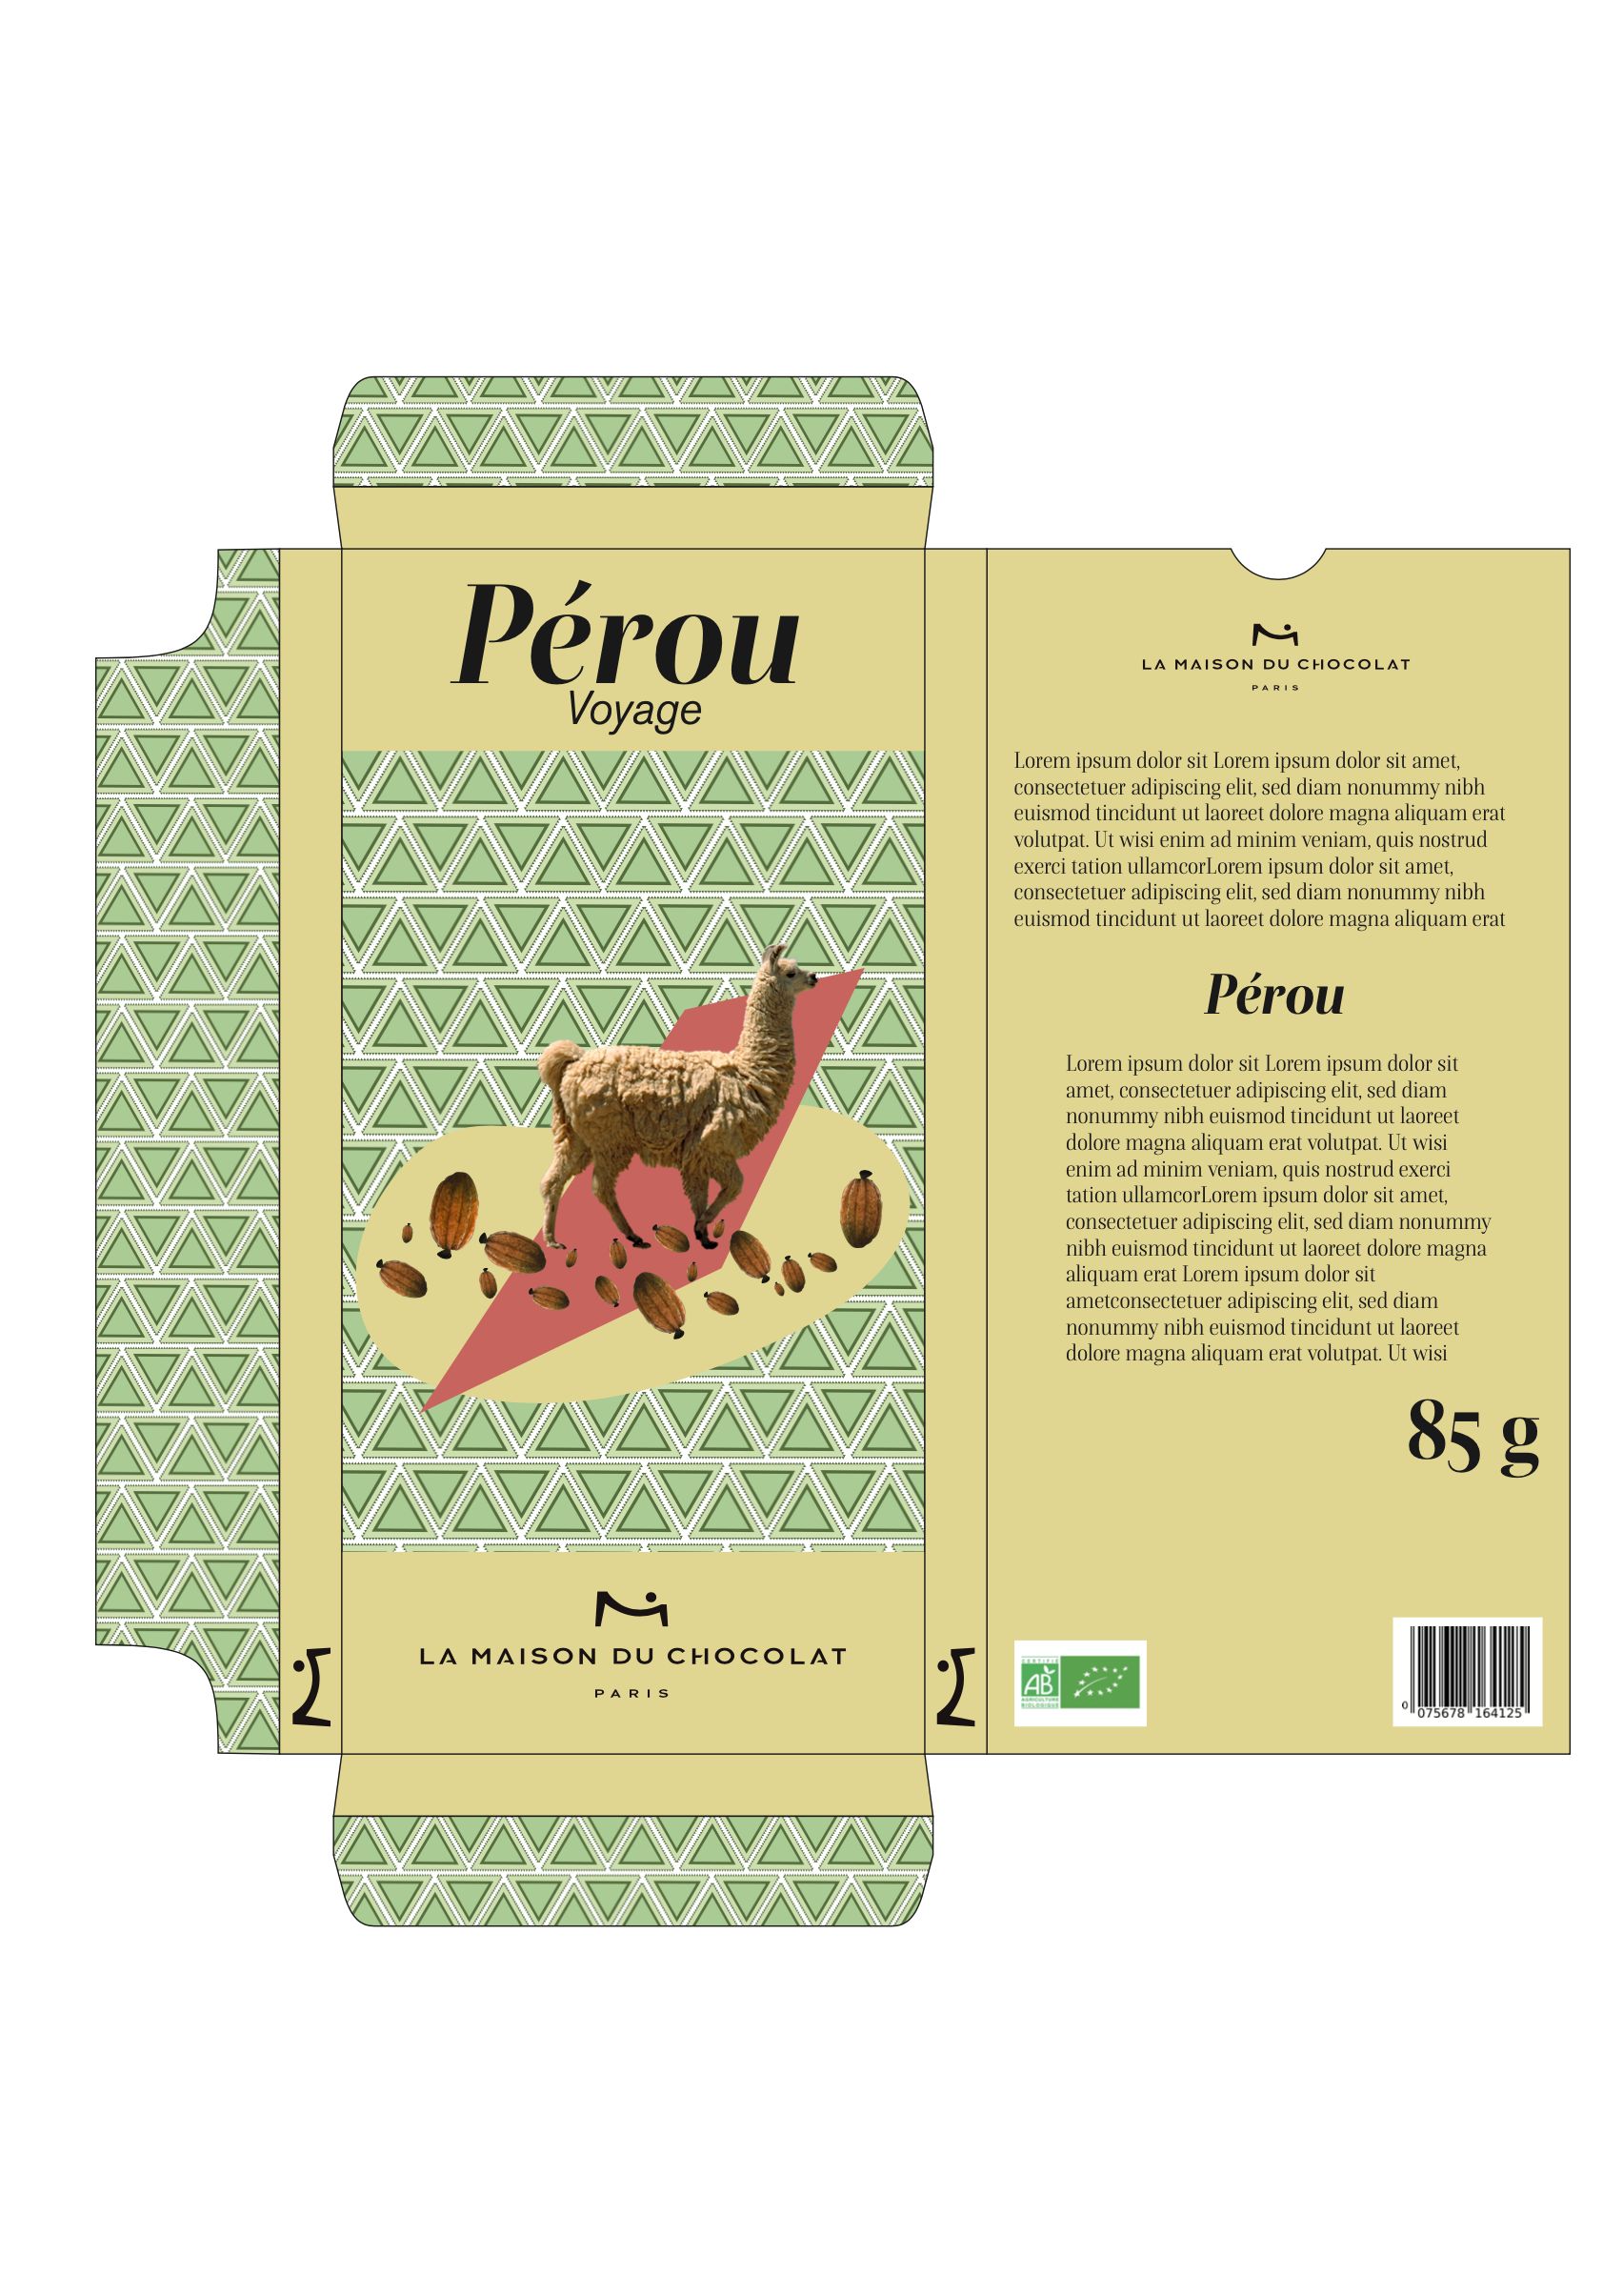 Pérou
Voyage
LA MAISON DU CHOCOLAT
PARIS
LA MAISON DU CHOCOLAT
PARIS
Lorem ipsum dolor sit Lorem ipsum dolor sit amet,
consectetuer adipiscing elit, sed diam nonummy nibh
euismod tincidunt ut laoreet dolore magna aliquam erat
volutpat. Ut wisi enim ad minim veniam, quis nostrud
exerci tation ullamcorLorem ipsum dolor sit amet,
consectetuer adipiscing elit, sed diam nonummy nibh
euismod tincidunt ut laoreet dolore magna aliquam erat
Pérou
Lorem ipsum dolor sit Lorem ipsum dolor sit
amet, consectetuer adipiscing elit, sed diam
nonummy nibh euismod tincidunt ut laoreet
dolore magna aliquam erat volutpat. Ut wisi
enim ad minim veniam, quis nostrud exerci
tation ullamcorLorem ipsum dolor sit amet,
consectetuer adipiscing elit, sed diam nonummy
nibh euismod tincidunt ut laoreet dolore magna
aliquam erat Lorem ipsum dolor sit
ametconsectetuer adipiscing elit, sed diam
nonummy nibh euismod tincidunt ut laoreet
dolore magna aliquam erat volutpat. Ut wisi
85 g
CERTIFIÉ
AB
AGRICULTURE
BIOLOGIQUE
0 075678 164125